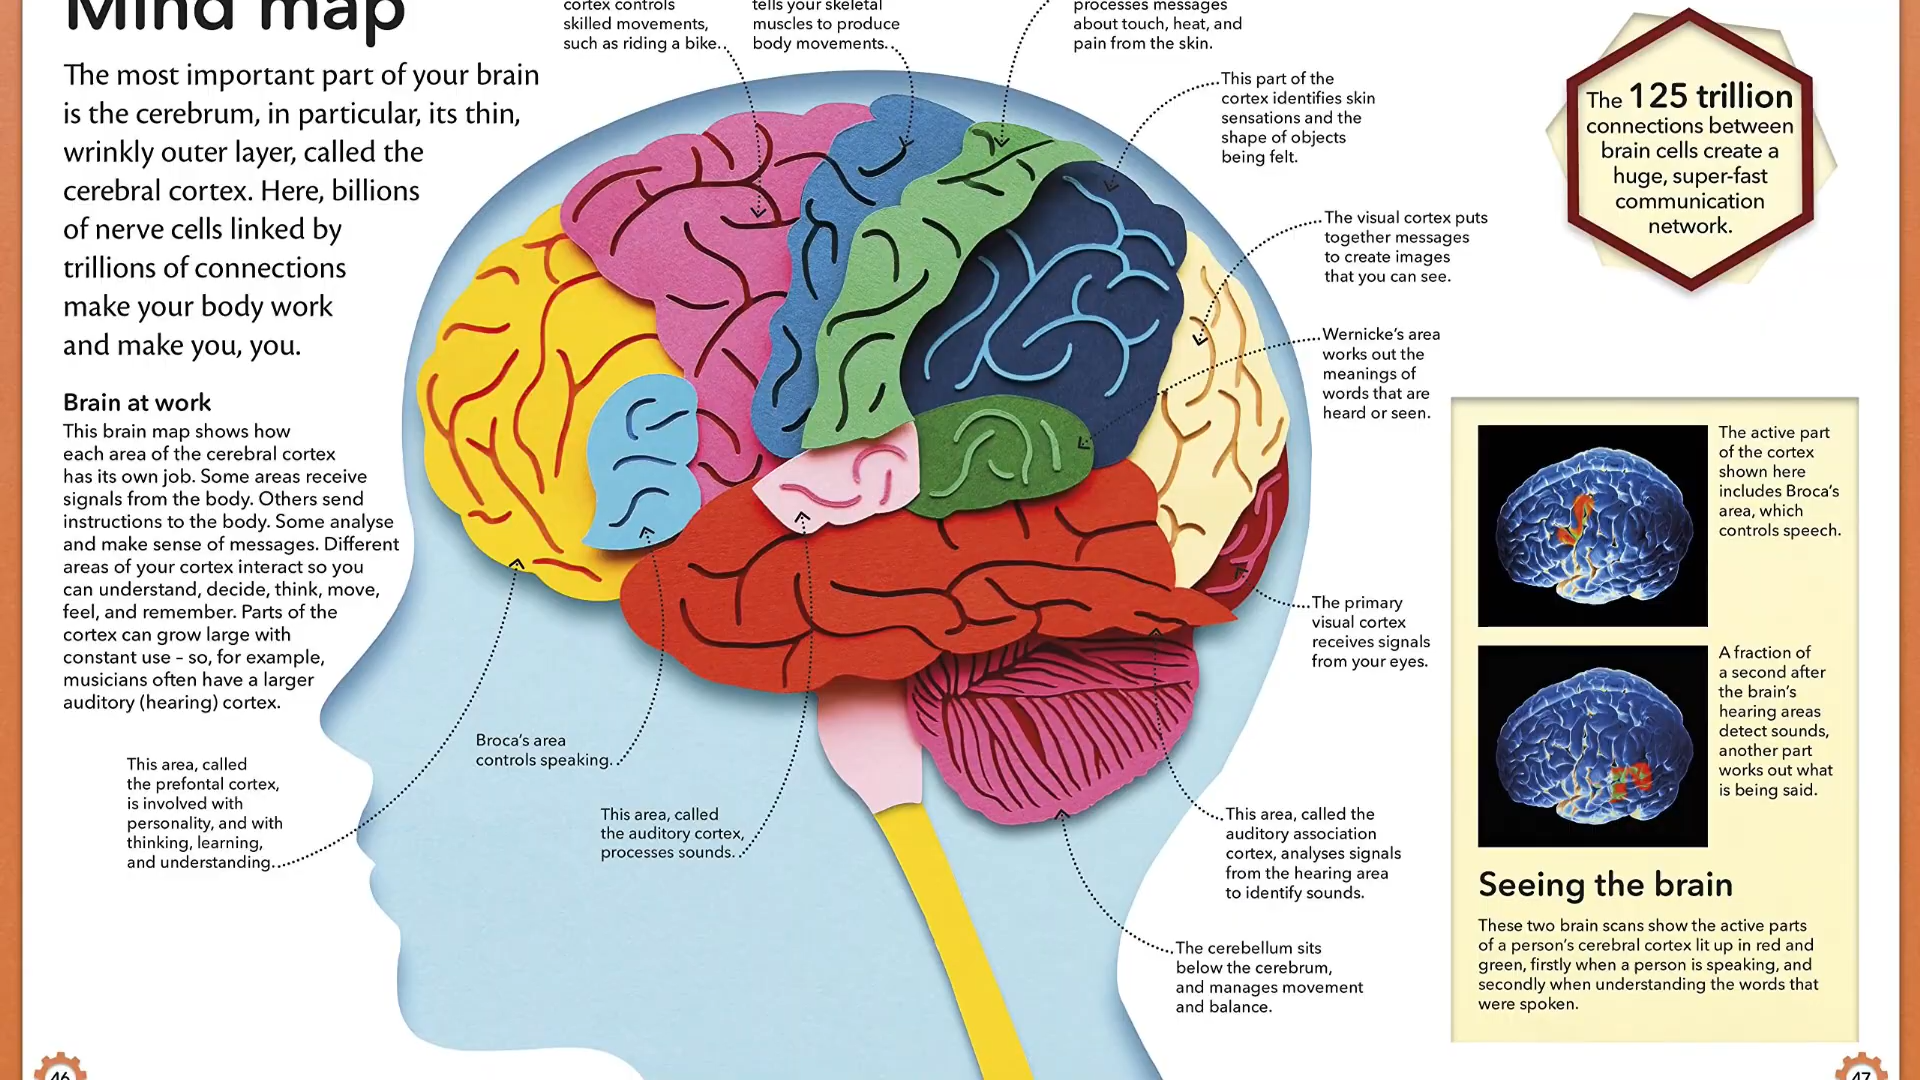 Mind map
The most important part of your brain
is the cerebrum, in particular, its thin,
wrinkly outer layer, called the
cerebral cortex. Here, billions
of nerve cells linked by
trillions of connections
make your body work
and make you, you.
Brain at work
This brain map shows how
each area of the cerebral cortex
has its own job. Some areas receive
signals from the body. Others send
instructions to the body. Some analyse
and make sense of messages. Different
areas of your cortex interact so you
can understand, decide, think, move,
feel, and remember. Parts of the
cortex can grow large with
constant use – so, for example,
musicians often have a larger
auditory (hearing) cortex.
This area, called
the prefontal cortex,
is involved with
personality, and with
thinking, learning,
and understanding.
cortex controls
skilled movements,
such as riding a bike.
tells your skeletal
muscles to produce
body movements.
processes messages
about touch, heat, and
pain from the skin.
This part of the
cortex identifies skin
sensations and the
shape of objects
being felt.
The visual cortex puts
together messages
to create images
that you can see.
Wernicke's area
works out the
meanings of
words that are
heard or seen.
The primary
visual cortex
receives signals
from your eyes.
Broca's area
controls speaking.
This area, called
the auditory cortex,
processes sounds.
This area, called the
auditory association
cortex, analyses signals
from the hearing area
to identify sounds.
The cerebellum sits
below the cerebrum,
and manages movement
and balance.
The 125 trillion
connections between
brain cells create a
huge, super-fast
communication
network.
The active part
of the cortex
shown here
includes Broca's
area, which
controls speech.
A fraction of
a second after
the brain's
hearing areas
detect sounds,
another part
works out what
is being said.
Seeing the brain
These two brain scans show the active parts
of a person's cerebral cortex lit up in red and
green, firstly when a person is speaking, and
secondly when understanding the words that
were spoken.
46
47